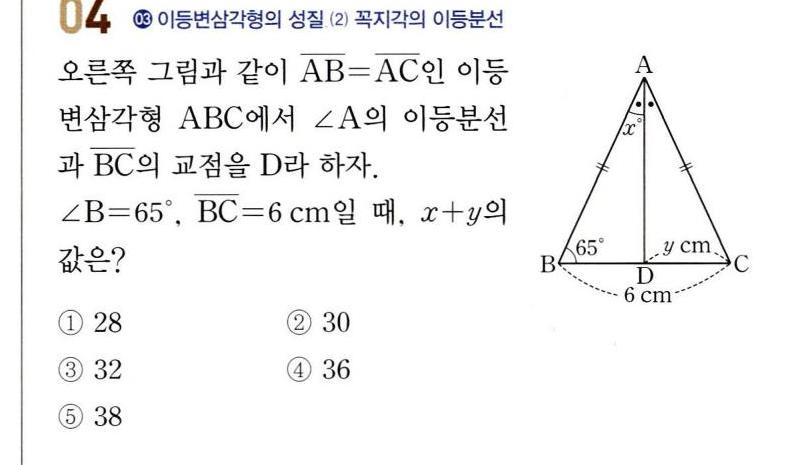 04 03 이등변삼각형의 성질 (2) 꼭지각의 이등분선
오른쪽 그림과 같이 AB=AC인 이등
변삼각형 ABC에서 ∠A의 이등분선
과 BC의 교점을 D라 하자.
∠B=65°, BC=6 cm일 때, x+y의
값은?
① 28 ② 30
③ 32 ④ 36
⑤ 38
A
x°
65° y cm
B D C
6 cm